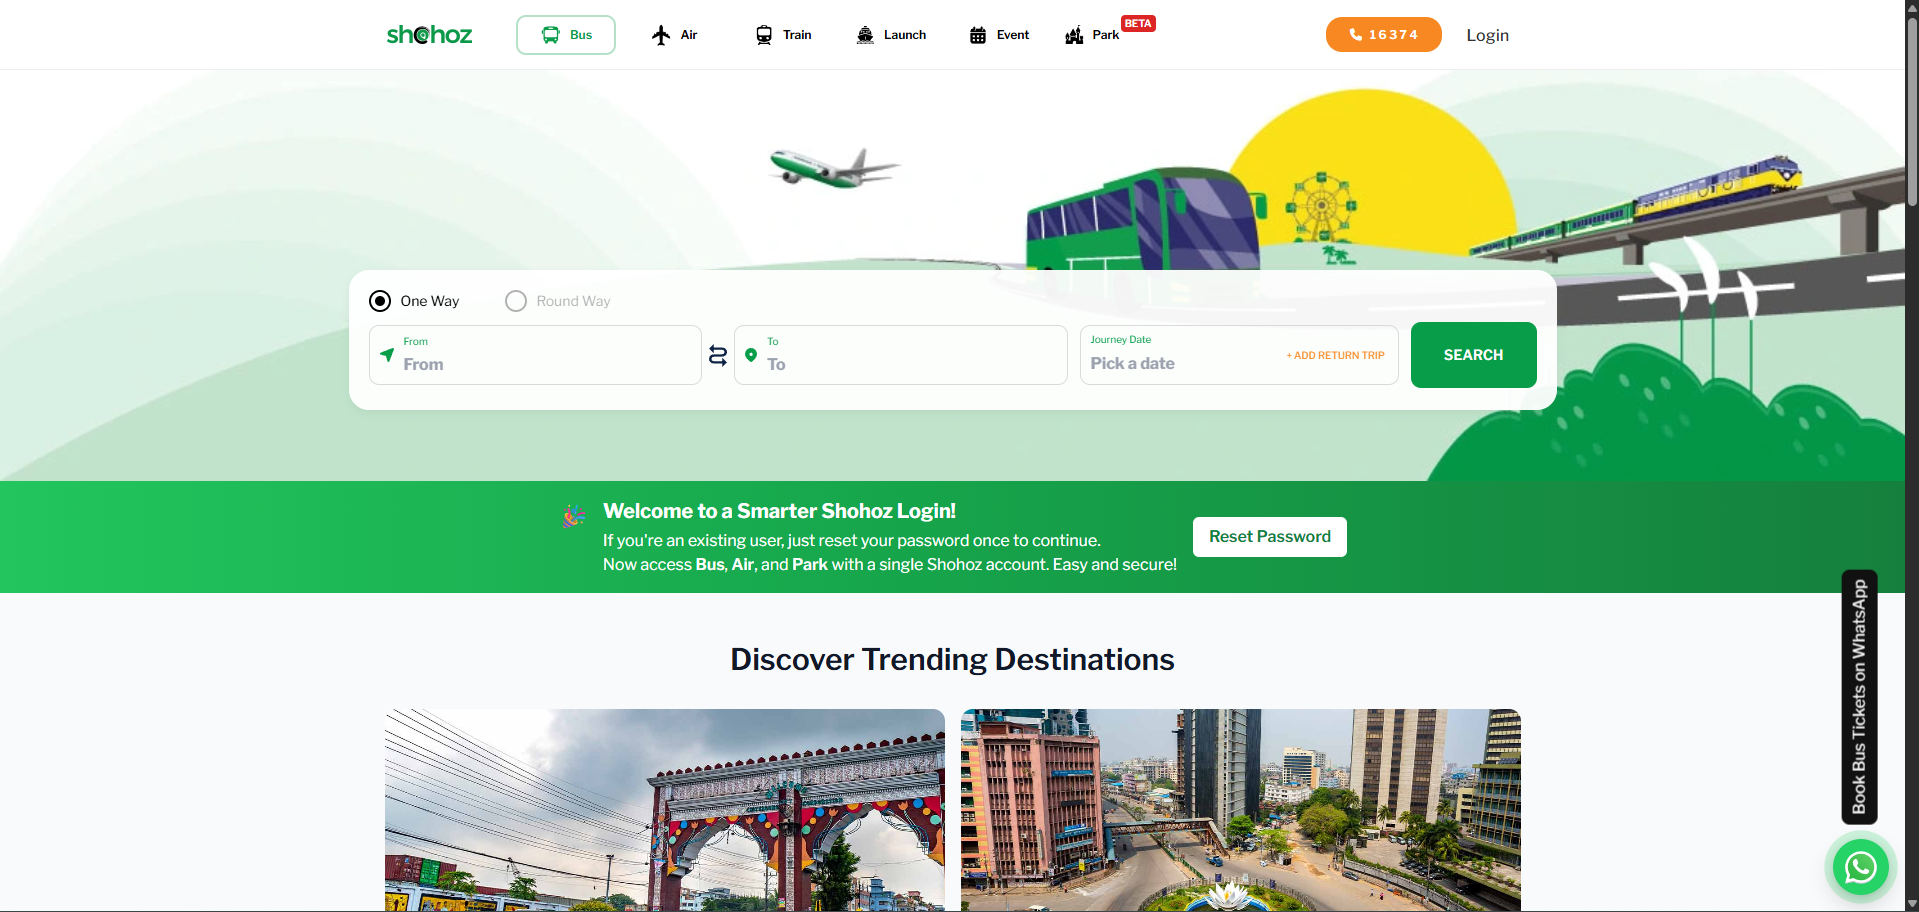 shohoz
Bus
Air
Train
Launch
Event
Park
BETA
16374
Login
One Way
Round Way
From
From
To
To
Journey Date
Pick a date
+ ADD RETURN TRIP
SEARCH
Welcome to a Smarter Shohoz Login!
If you're an existing user, just reset your password once to continue.
Now access Bus, Air, and Park with a single Shohoz account. Easy and secure!
Reset Password
Book Bus Tickets on WhatsApp
Discover Trending Destinations